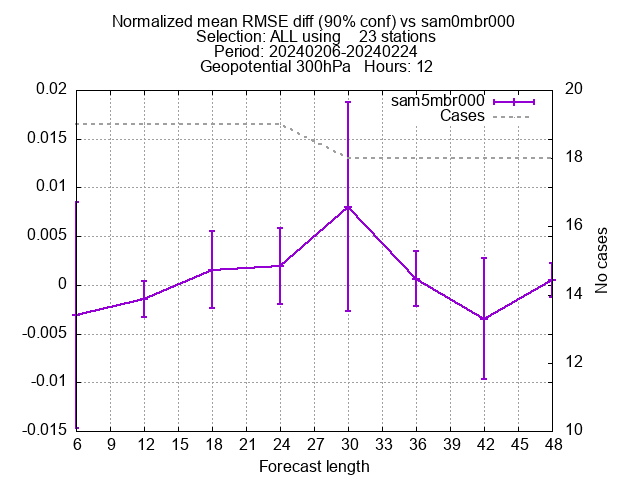 Normalized mean RMSE diff (90% conf) vs sam0mbr000
Selection: ALL using    23 stations
Period: 20240206-20240224
Geopotential 300hPa   Hours: 12
sam5mbr000
Cases
0.02
0.015
0.01
0.005
0
-0.005
-0.01
-0.015
20
18
16
14
12
10
No cases
6 9 12 15 18 21 24 27 30 33 36 39 42 45 48
Forecast length